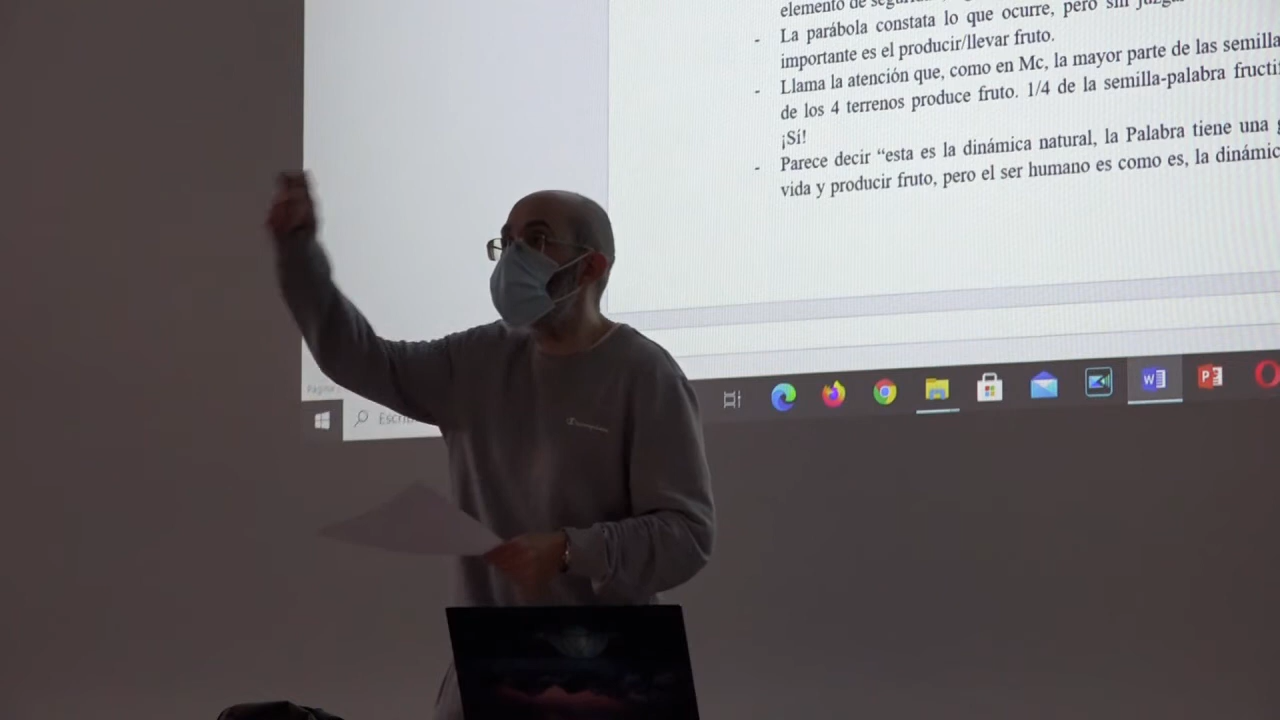 elemento de
- La parábola constata lo que ocurre, pero sin
importante es el producir/llevar fruto.
- Llama la atención que, como en Mc, la mayor parte de las semilla
de los 4 terrenos produce fruto. 1/4 de la semilla-palabra fructi
¡Sí!
- Parece decir “esta es la dinámica natural, la Palabra tiene una
vida y producir fruto, pero el ser humano es como es, la dinámic
Champion